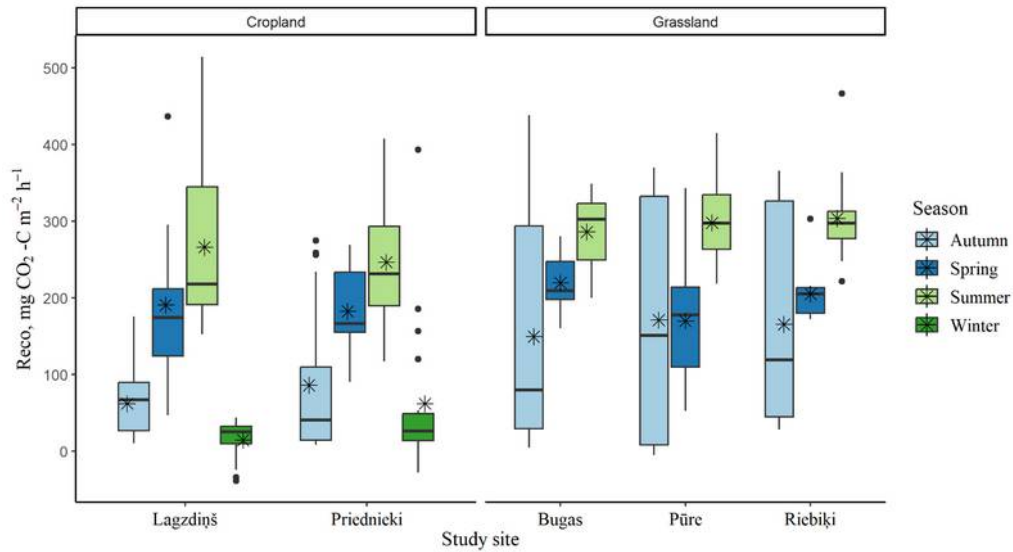 Cropland
Grassland
Reco, mg CO₂ -C m⁻² h⁻¹
500
400
300
200
100
0
Lagzdiņš
Priednieki
Bugas
Pūre
Riebiķi
Study site
Season
Autumn
Spring
Summer
Winter